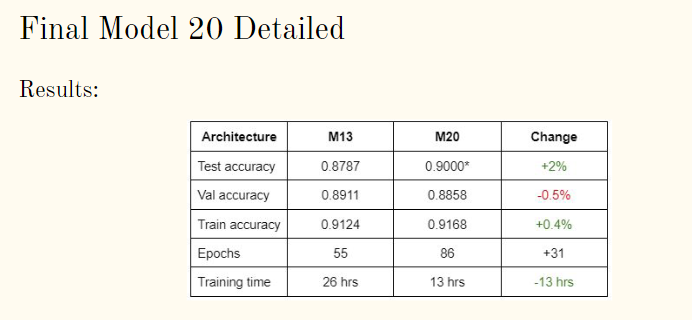 Final Model 20 Detailed
Results:
Architecture M13 M20 Change
Test accuracy 0.8787 0.9000* +2%
Val accuracy 0.8911 0.8858 -0.5%
Train accuracy 0.9124 0.9168 +0.4%
Epochs 55 86 +31
Training time 26 hrs 13 hrs -13 hrs